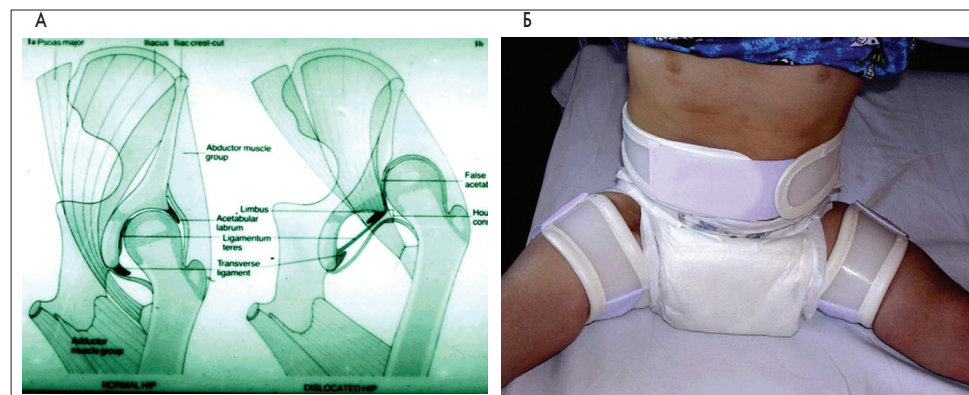 А
Б
1a Psoas major
Iliacus
Iliac crest-cut
1b
Abductor muscle
group
False
acetab
Limbus
Acetabular
labrum
Ligamentum
teres
Transverse
ligament
Hou
cons
Adductor
muscle group
NORMAL HIP
DISLOCATED HIP